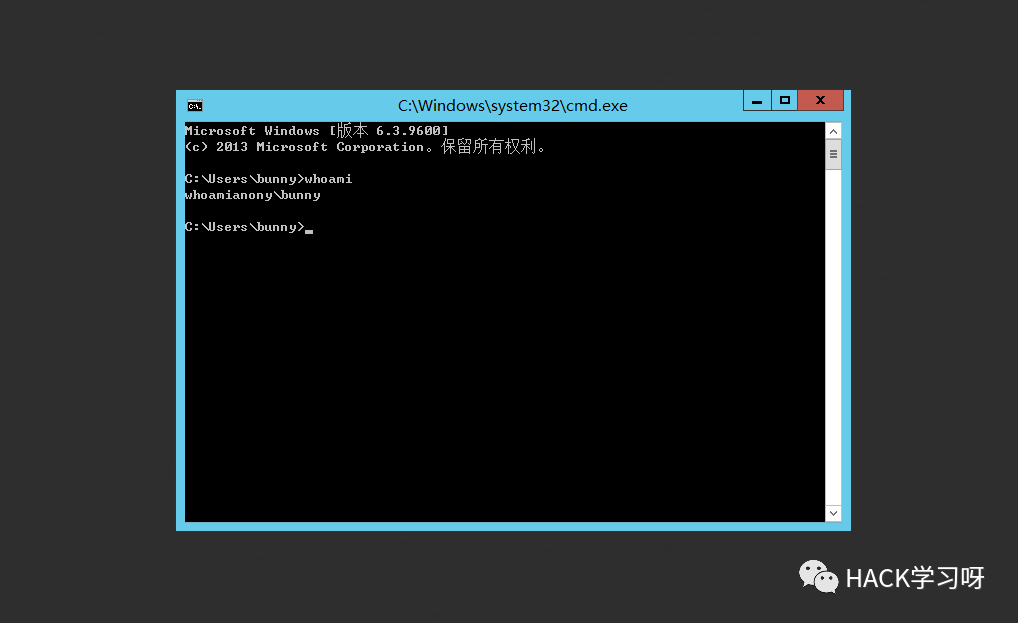 C:\Windows\system32\cmd.exe
Microsoft Windows [版本 6.3.9600]
(c) 2013 Microsoft Corporation。保留所有权利。
C:\Users\bunny>whoami
whoamianony\bunny
C:\Users\bunny>
HACK学习呀